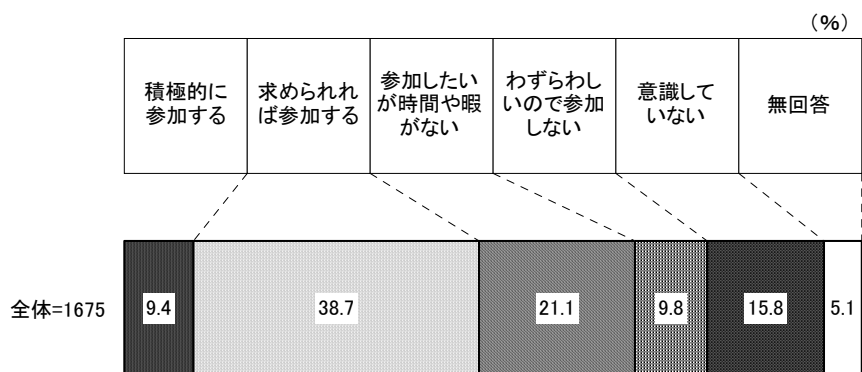 (%)
積極的に
参加する
求められれ
ば参加する
参加したい
が時間や暇
がない
わずらわし
いので参加
しない
意識して
いない
無回答
全体=1675
9.4
38.7
21.1
9.8
15.8
5.1